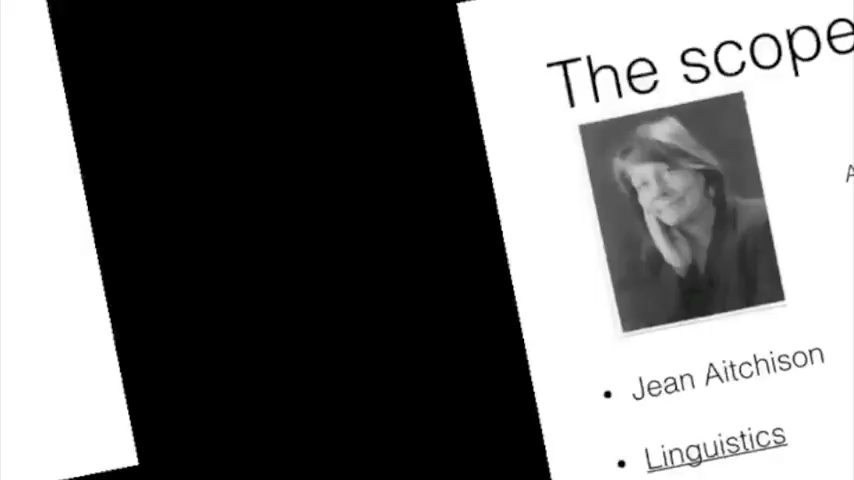 The scope
A
• Jean Aitchison
• Linguistics